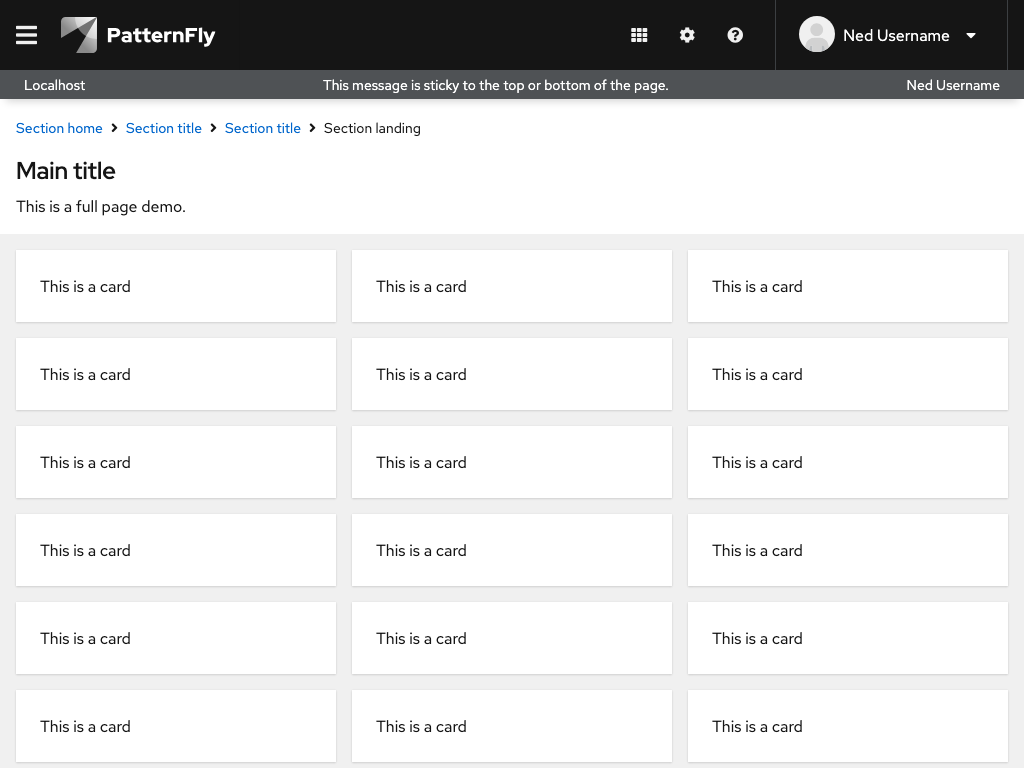 PatternFly
Ned Username
Localhost This message is sticky to the top or bottom of the page. Ned Username
Section home Section title Section title Section landing
Main title
This is a full page demo.
This is a card This is a card This is a card
This is a card This is a card This is a card
This is a card This is a card This is a card
This is a card This is a card This is a card
This is a card This is a card This is a card
This is a card This is a card This is a card